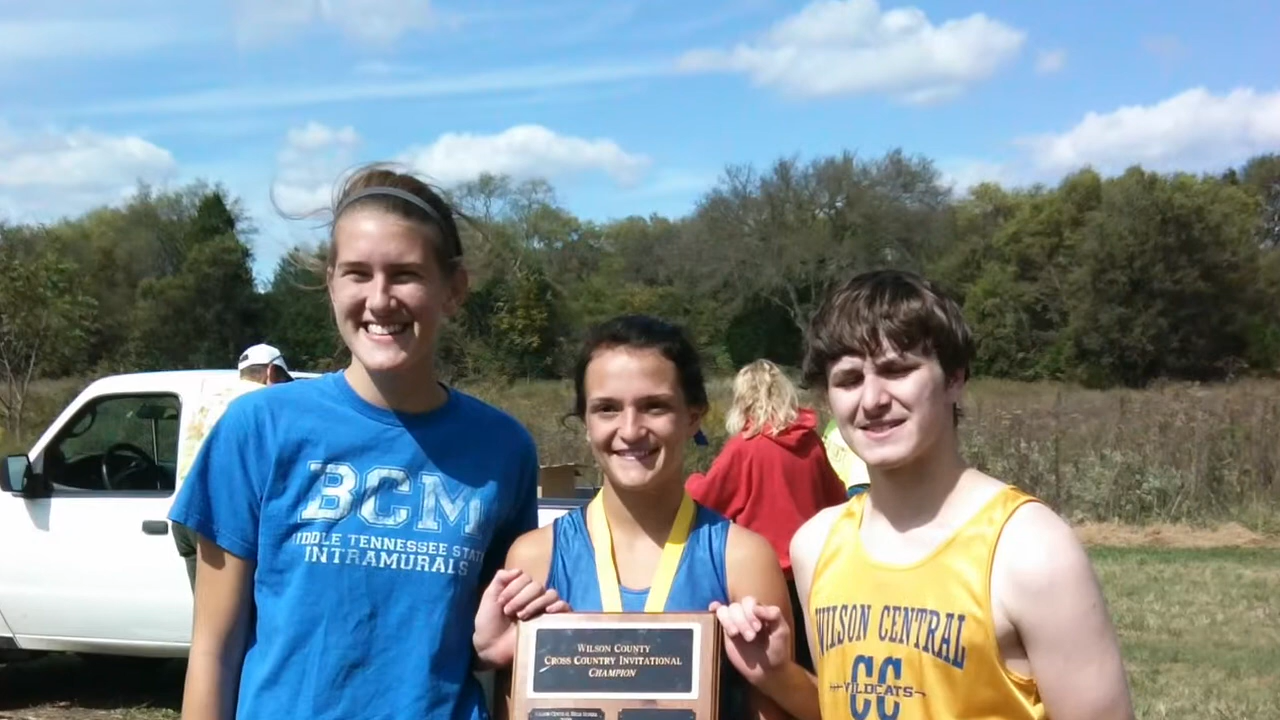 BCM
MIDDLE TENNESSEE STATE
INTRAMURALS
WILSON COUNTY
CROSS COUNTRY INVITATIONAL
CHAMPION
WILSON CENTRAL
CC
WILDCATS